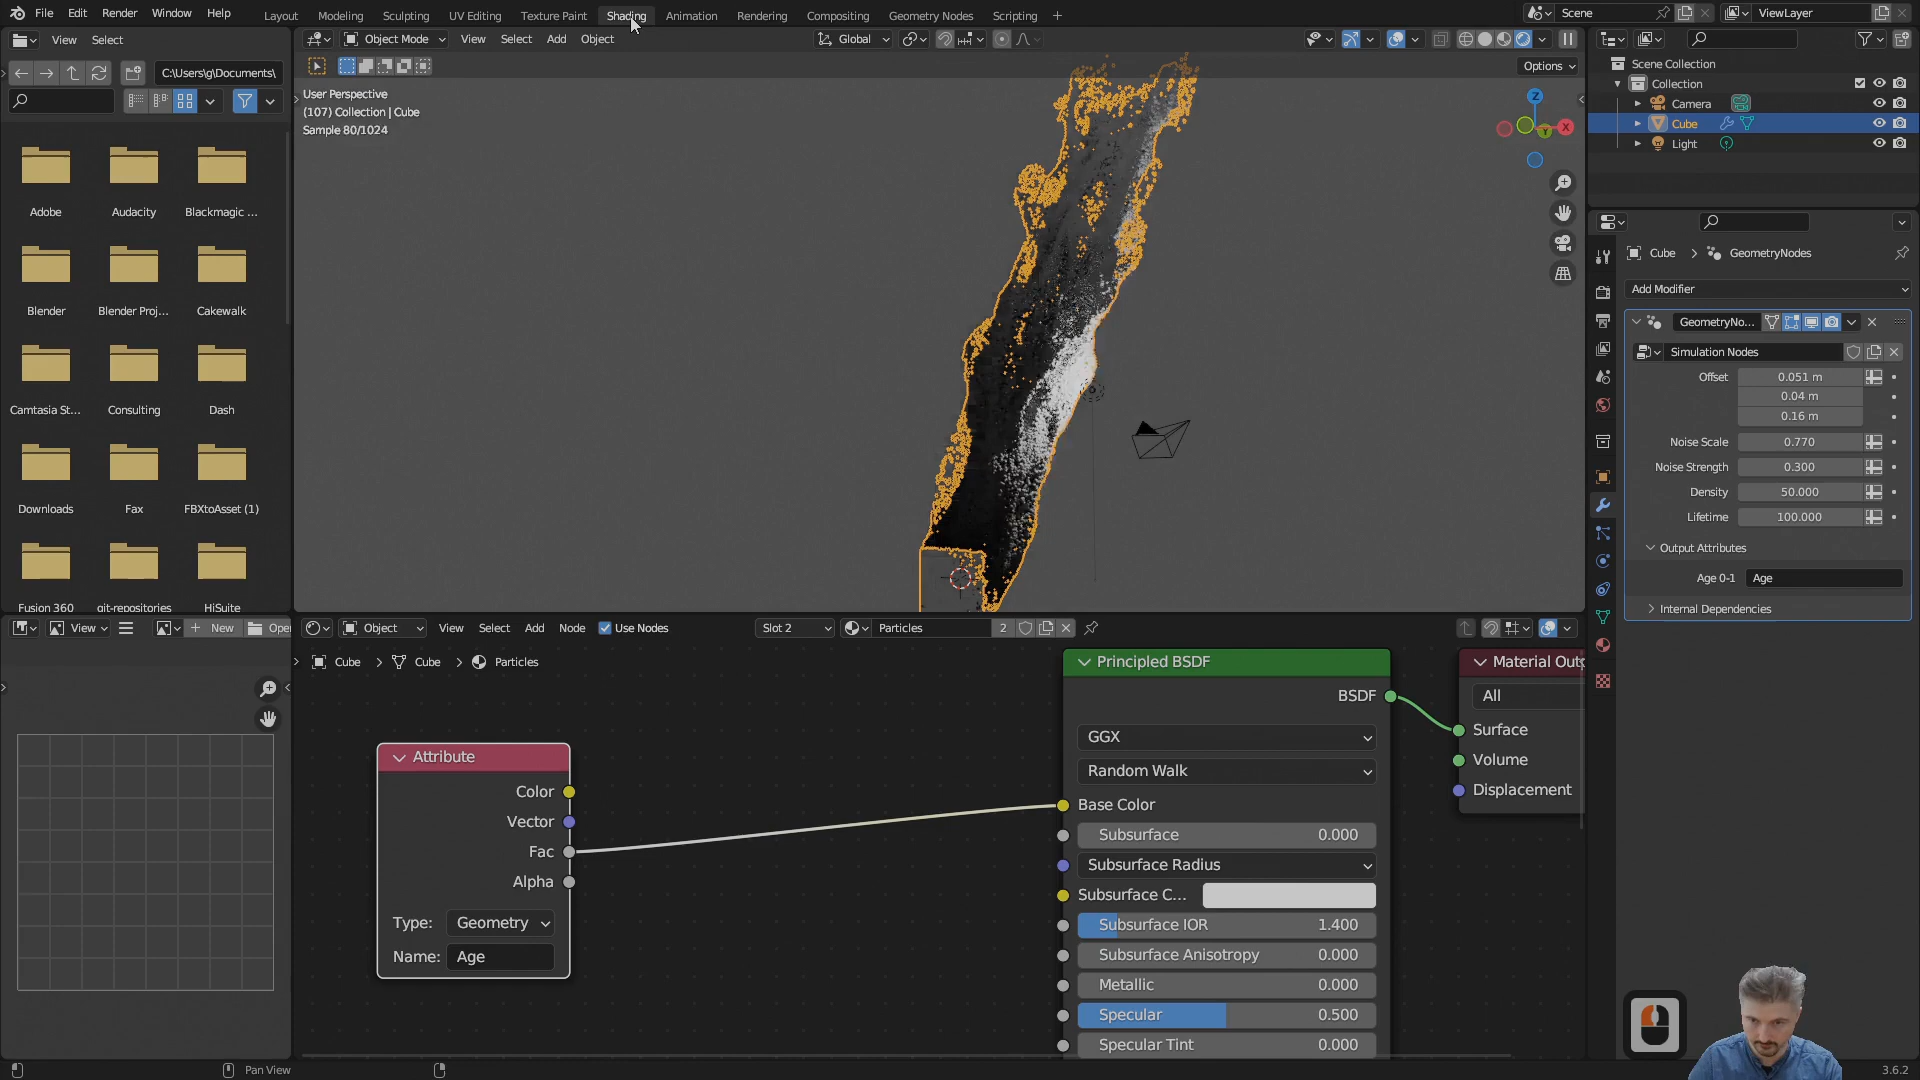 File Edit Render Window Help Layout Modeling Sculpting UV Editing Texture Paint Shading Animation Rendering Compositing Geometry Nodes Scripting + Scene ViewLayer
View Select Object Mode View Select Add Object Global
C:\Users\g\Documents\
Options
User Perspective
(107) Collection | Cube
Sample 80/1024
Z
X
Y
Scene Collection
Collection
Camera
Cube
Light
Adobe Audacity Blackmagic ...
Blender Blender Proj... Cakewalk
Camtasia St... Consulting Dash
Downloads Fax FBXtoAsset (1)
Fusion 360 git-repositories HiSuite
Cube > GeometryNodes
Add Modifier
GeometryNo...
Simulation Nodes
Offset 0.051 m
0.04 m
0.16 m
Noise Scale 0.770
Noise Strength 0.300
Density 50.000
Lifetime 100.000
Output Attributes
Age 0-1 Age
Internal Dependencies
View New Open
Object View Select Add Node Use Nodes Slot 2 Particles 2
Cube > Cube > Particles
Attribute
Color
Vector
Fac
Alpha
Type: Geometry
Name: Age
Principled BSDF
BSDF
GGX
Random Walk
Base Color
Subsurface 0.000
Subsurface Radius
Subsurface C...
Subsurface IOR 1.400
Subsurface Anisotropy 0.000
Metallic 0.000
Specular 0.500
Specular Tint 0.000
Material Out
All
Surface
Volume
Displacement
Pan View
3.6.2